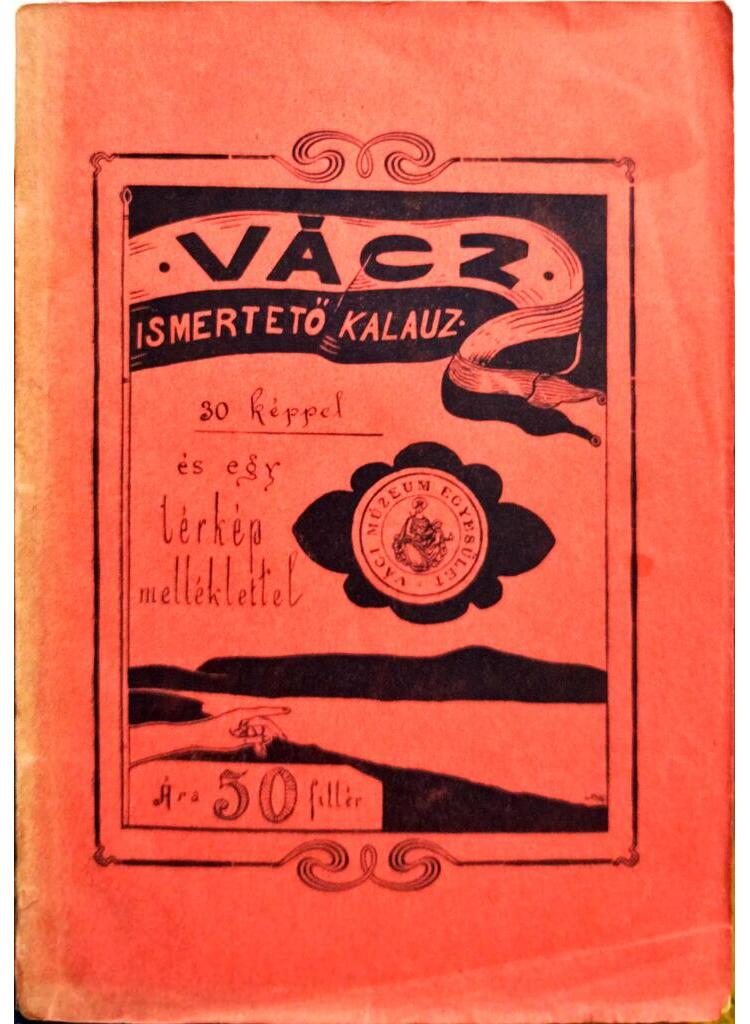 · VÁCZ ·
ISMERTETŐ KALAUZ ·
30 képpel
és egy
térkép
melléklettel
VÁCI MÚZEUM EGYESÜLET ·
Ára 50 fillér